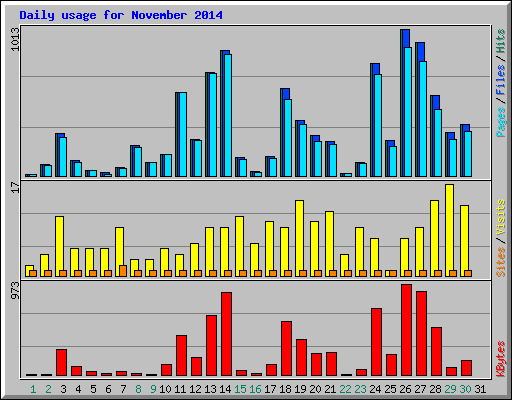 Daily usage for November 2014
1013
Pages / Files / Hits
17
Sites / Visits
973
KBytes
1 2 3 4 5 6 7 8 9 10 11 12 13 14 15 16 17 18 19 20 21 22 23 24 25 26 27 28 29 30 31